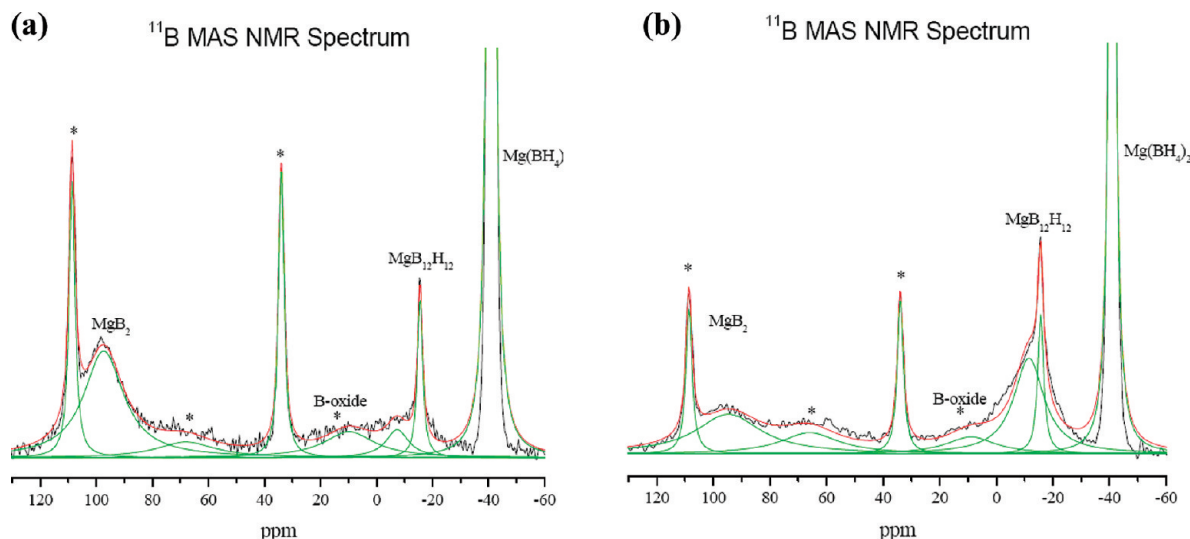 (a)
¹¹B MAS NMR Spectrum
*
*
Mg(BH₄)
MgB₁₂H₁₂
MgB₂
B-oxide
*
*
120 100 80 60 40 20 0 -20 -40 -60
ppm
(b)
¹¹B MAS NMR Spectrum
Mg(BH₄)₂
MgB₁₂H₁₂
*
*
MgB₂
B-oxide
*
*
120 100 80 60 40 20 0 -20 -40 -60
ppm